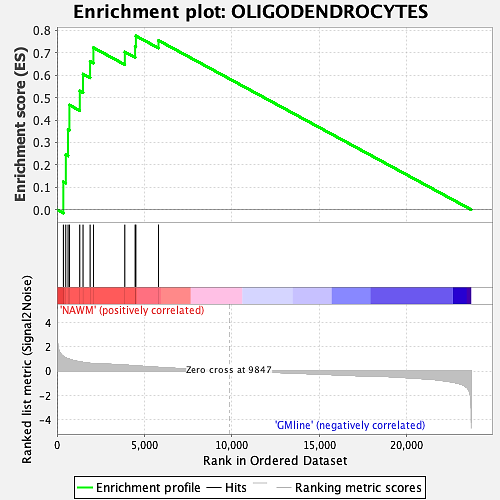 Enrichment plot: OLIGODENDROCYTES
Enrichment score (ES)
0.8
0.7
0.6
0.5
0.4
0.3
0.2
0.1
0.0
'NAWM' (positively correlated)
Ranked list metric (Signal2Noise)
4
2
0
-2
-4
Zero cross at 9847
'GMline' (negatively correlated)
0 5,000 10,000 15,000 20,000
Rank in Ordered Dataset
Enrichment profile Hits Ranking metric scores